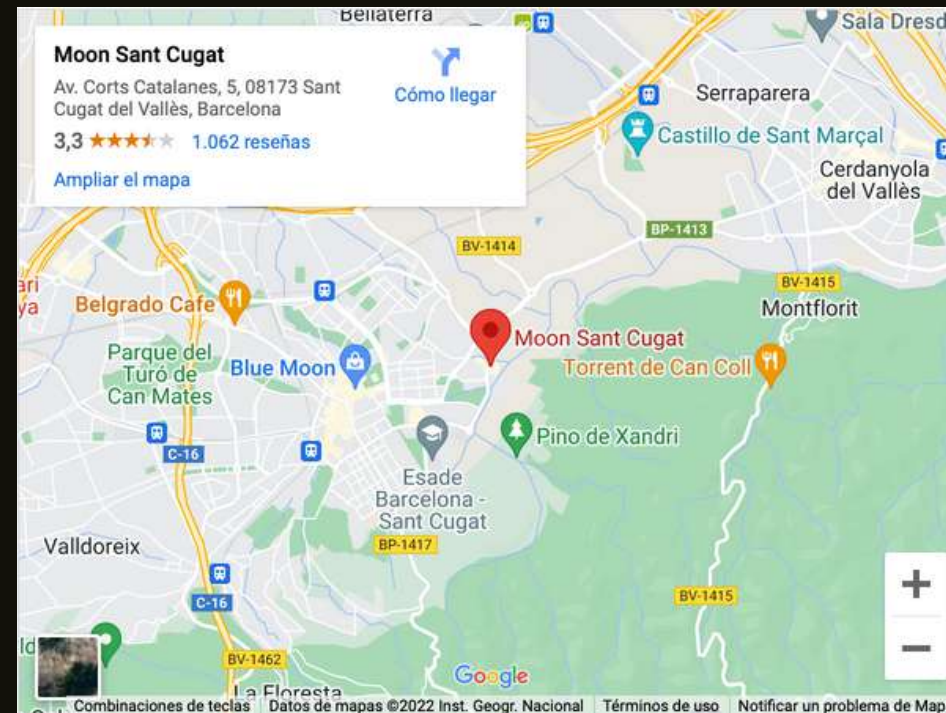 Bellaterra
Sala Dresd
Moon Sant Cugat
Av. Corts Catalanes, 5, 08173 Sant
Cugat del Vallès, Barcelona
3,3
1.062 reseñas
Ampliar el mapa
Cómo llegar
Serraparera
Castillo de Sant Marçal
Cerdanyola
del Vallès
BP-1413
BV-1414
BV-1415
Montflorit
ari
ya
Belgrado Cafe
Moon Sant Cugat
Parque del
Turó de
Can Mates
Blue Moon
Torrent de Can Coll
Pino de Xandri
C-16
Esade
Barcelona -
Sant Cugat
Valldoreix
BP-1417
C-16
BV-1415
BV-1462
La Floresta
Google
Combinaciones de teclas
Datos de mapas ©2022 Inst. Geogr. Nacional
Términos de uso
Notificar un problema de Map